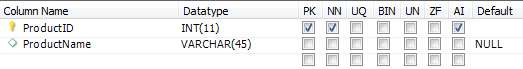 Column Name Datatype PK NN UQ BIN UN ZF AI Default
ProductID INT(11)
ProductName VARCHAR(45) NULL